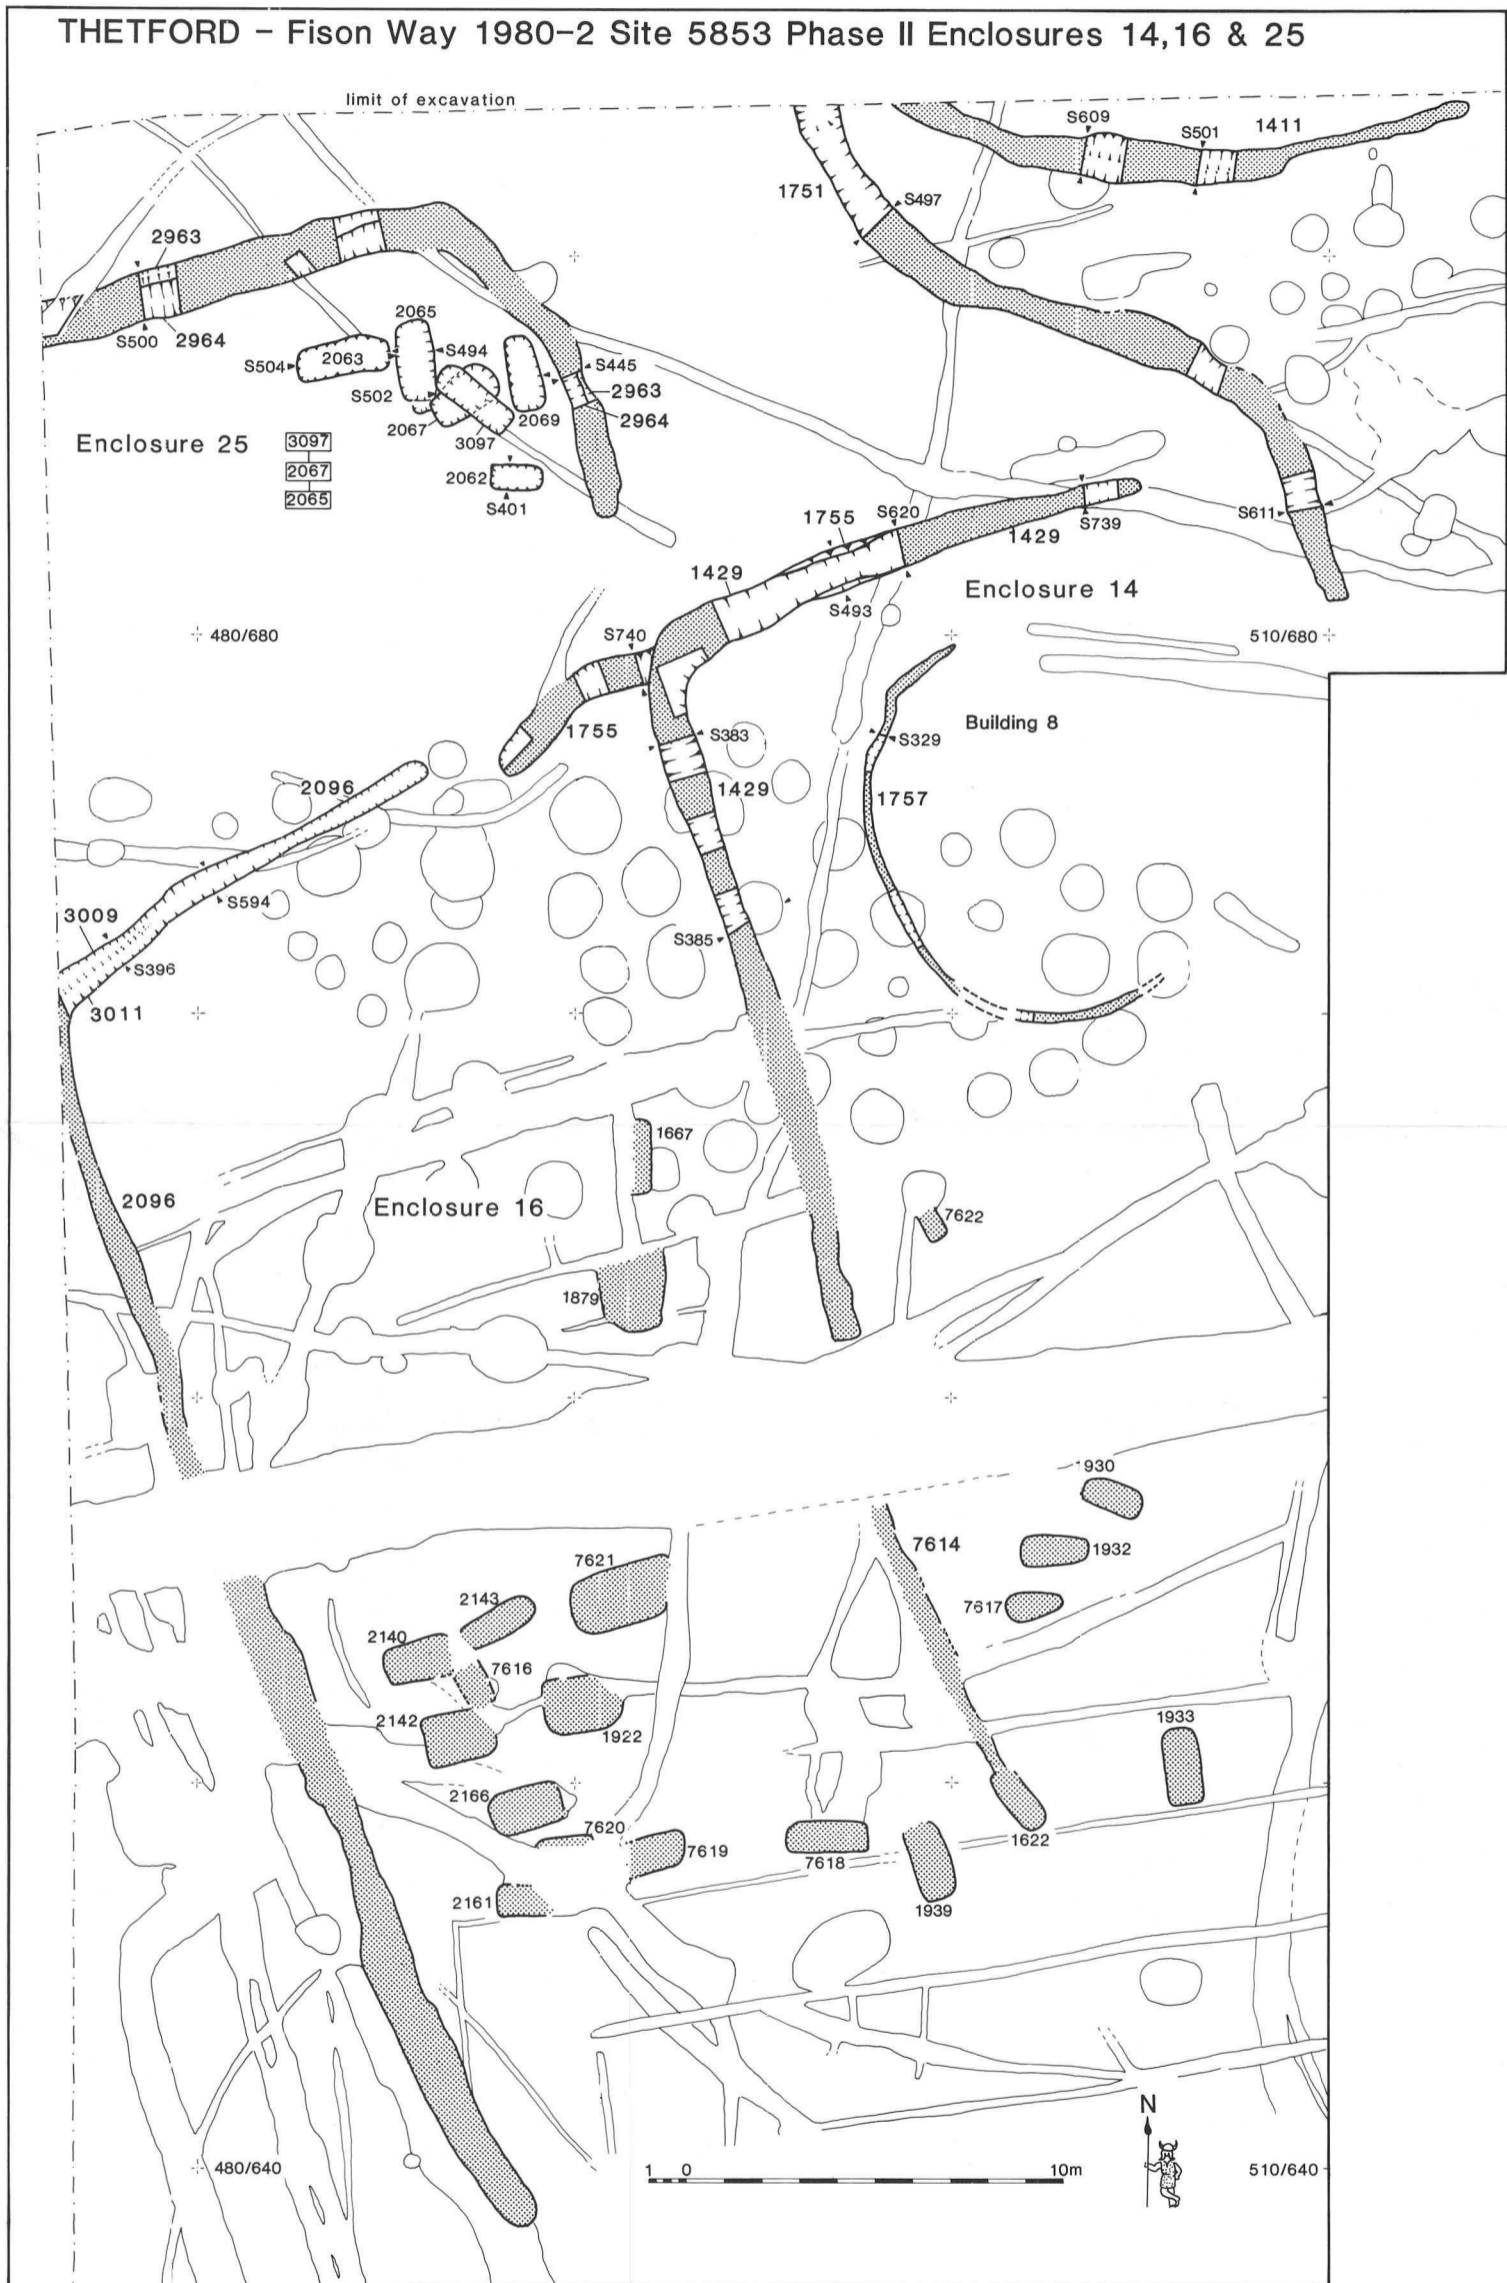 THETFORD – Fison Way 1980–2 Site 5853 Phase II Enclosures 14,16 & 25
limit of excavation
S609
S501
1411
1751
S497
2963
S500
2964
2065
S504
2063
S494
S502
S445
2963
2964
2067
3097
2069
Enclosure 25
3097
2067
2065
2062
S401
S611
1755
S620
1429
S739
1429
S493
Enclosure 14
480/680
S740
510/680
1755
S383
Building 8
S329
2096
1429
1757
S594
3009
S385
S396
3011
1667
2096
Enclosure 16
7622
1879
930
7614
1932
7621
2143
7617
2140
7616
2142
1922
1933
2166
7620
7619
7618
1622
2161
1939
N
480/640
1 0 10m
510/640